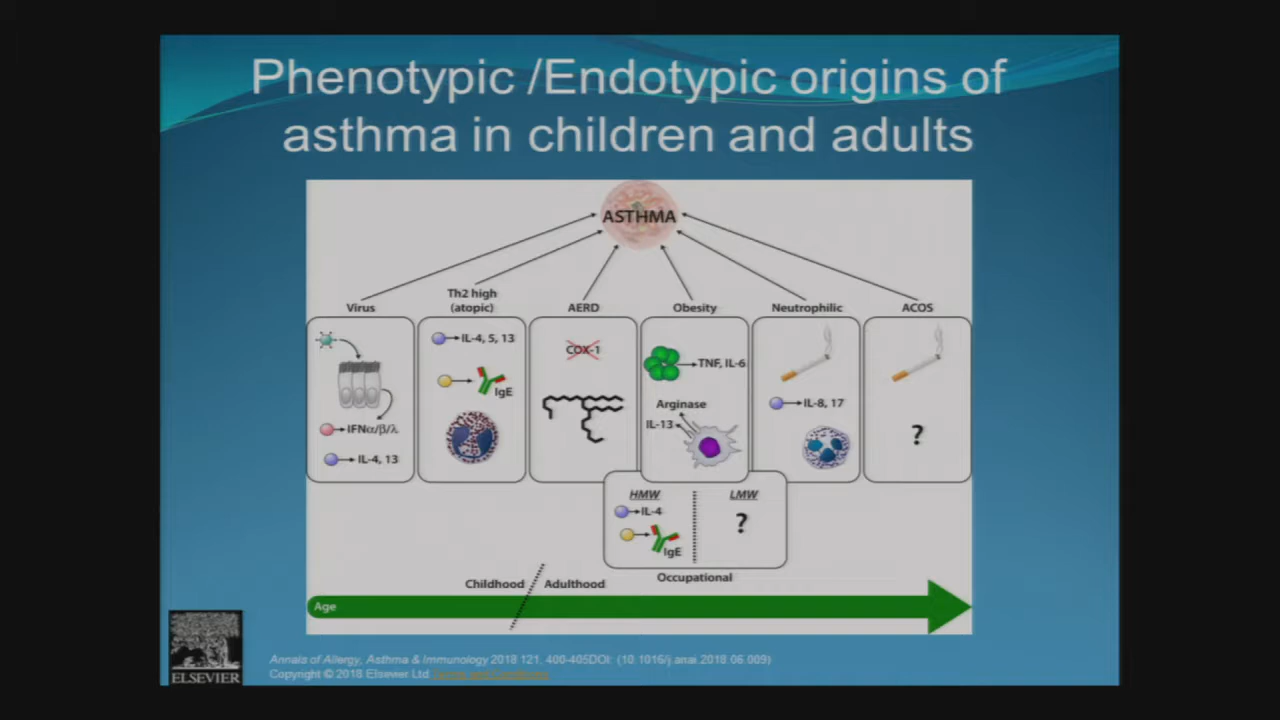 Phenotypic /Endotypic origins of
asthma in children and adults
ASTHMA
Virus
Th2 high
(atopic)
AERD
Obesity
Neutrophilic
ACOS
IFNα/β/λ
IL-4, 13
IL-4, 5, 13
IgE
COX-1
TNF, IL-6
Arginase
IL-13
IL-8, 17
?
HMW
IL-4
IgE
LMW
?
Occupational
Childhood
Adulthood
Age
ELSEVIER
Annals of Allergy, Asthma & Immunology 2018 121, 400-405DOI: (10.1016/j.anai.2018.06.009)
Copyright © 2018 Elsevier Ltd Terms and Conditions